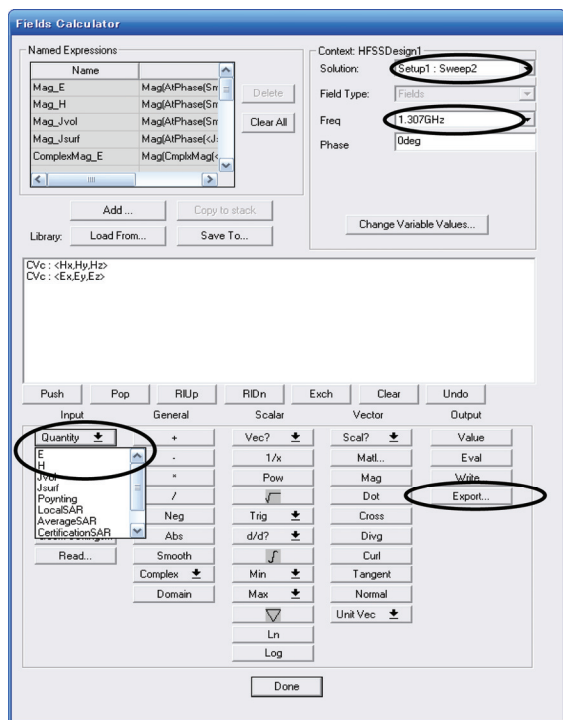 Fields Calculator
Named Expressions
Name
Mag_E Mag(AtPhase(Sm
Mag_H Mag(AtPhase(Sm
Mag_Jvol Mag(AtPhase(Sm
Mag_Jsurf Mag(AtPhase(<J
ComplexMag_E Mag(CmplxMag(<
Delete
Clear All
Context: HFSSDesign1
Solution: Setup1 : Sweep2
Field Type: Fields
Freq 1.307GHz
Phase 0deg
Change Variable Values...
Add ... Copy to stack
Library: Load From... Save To...
CVc : <Hx,Hy,Hz>
CVc : <Ex,Ey,Ez>
Push Pop RlUp RlDn Exch Clear Undo
Input General Scalar Vector Output
Quantity + Vec? Scal? Value
E
H - 1/x Matl... Eval
Jvol * Pow Mag Write...
Jsurf
Poynting / Dot Export...
LocalSAR
AverageSAR Neg Trig Cross
CertificationSAR
Abs d/d? Divg
Read... Smooth ∫ Curl
Complex Min Tangent
Domain Max Normal
▽ Unit Vec
Ln
Log
Done